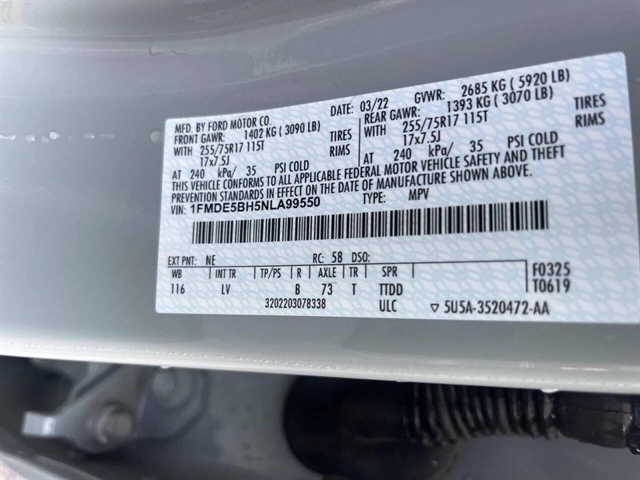 MFD. BY FORD MOTOR CO. DATE: 03/22 GVWR: 2685 KG ( 5920 LB)
FRONT GAWR: 1402 KG ( 3090 LB) REAR GAWR: 1393 KG ( 3070 LB)
WITH 255/75R17 115T TIRES WITH 255/75R17 115T TIRES
17x7.5J RIMS 17x7.5J RIMS
AT 240 kPa/ 35 PSI COLD AT 240 kPa/ 35 PSI COLD
THIS VEHICLE CONFORMS TO ALL APPLICABLE FEDERAL MOTOR VEHICLE SAFETY AND THEFT
PREVENTION STANDARDS IN EFFECT ON THE DATE OF MANUFACTURE SHOWN ABOVE.
VIN: 1FMDE5BH5NLA99550 TYPE: MPV
EXT PNT: NE RC: 58 DSO: F0325
WB INT TR TP/PS R AXLE TR SPR T0619
116 LV B 73 T TTDD
3202203078338 ULC ▽ 5U5A-3520472-AA